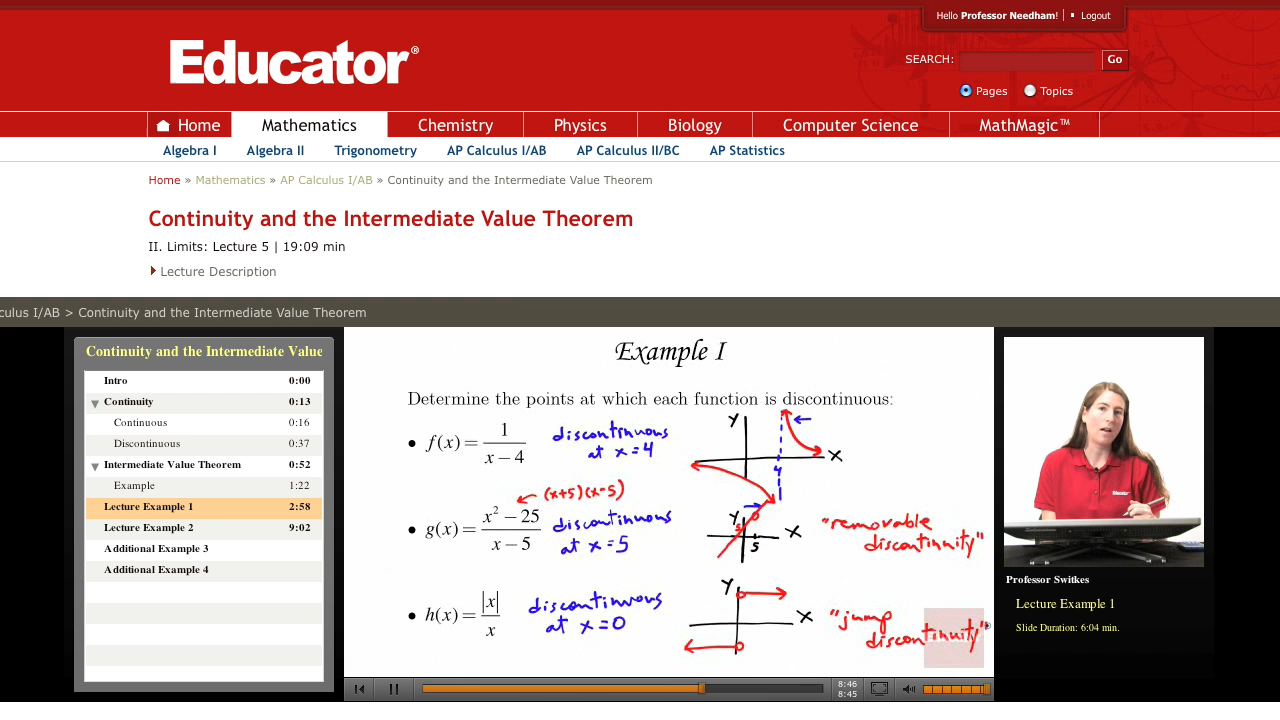 Hello Professor Needham! | ▪ Logout
Educator®
SEARCH: Go
Pages Topics
Home Mathematics Chemistry Physics Biology Computer Science MathMagic™
Algebra I Algebra II Trigonometry AP Calculus I/AB AP Calculus II/BC AP Statistics
Home » Mathematics » AP Calculus I/AB » Continuity and the Intermediate Value Theorem
Continuity and the Intermediate Value Theorem
II. Limits: Lecture 5 | 19:09 min
Lecture Description
culus I/AB > Continuity and the Intermediate Value Theorem
Continuity and the Intermediate Value
Intro 0:00
Continuity 0:13
Continuous 0:16
Discontinuous 0:37
Intermediate Value Theorem 0:52
Example 1:22
Lecture Example 1 2:58
Lecture Example 2 9:02
Additional Example 3
Additional Example 4
Example I
Determine the points at which each function is discontinuous:
• f(x) = 1/(x − 4)
discontinuous
at x=4
Y
X
4
(x+5)(x-5)
• g(x) = (x² − 25)/(x − 5)
discontinuous
at x=5
Y
X
5
"removable
discontinuity"
• h(x) = |x|/x
discontinuous
at x=0
Y
X
"jump
discontinuity"
8:46
8:45
Educator
Professor Switkes
Lecture Example 1
Slide Duration: 6:04 min.